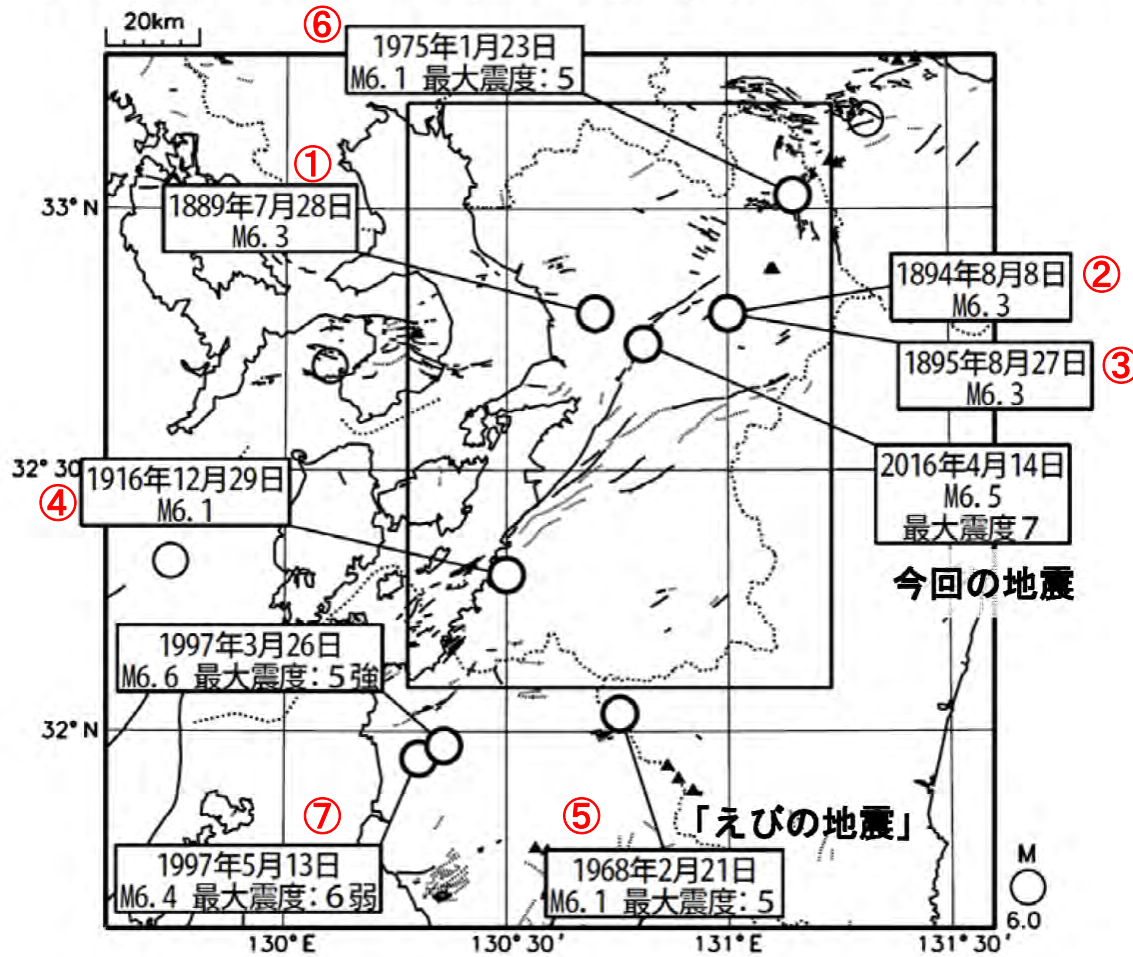 20km
⑥
1975年1月23日
M6.1 最大震度:5
①
1889年7月28日
M6.3
33°N
1894年8月8日
M6.3
②
1895年8月27日
M6.3
③
32°30
1916年12月29日
M6.1
④
2016年4月14日
M6.5
最大震度7
今回の地震
1997年3月26日
M6.6 最大震度:5強
32°N
⑦
1997年5月13日
M6.4 最大震度:6弱
⑤
「えびの地震」
1968年2月21日
M6.1 最大震度:5
M
6.0
130°E
130°30
131°E
131°30